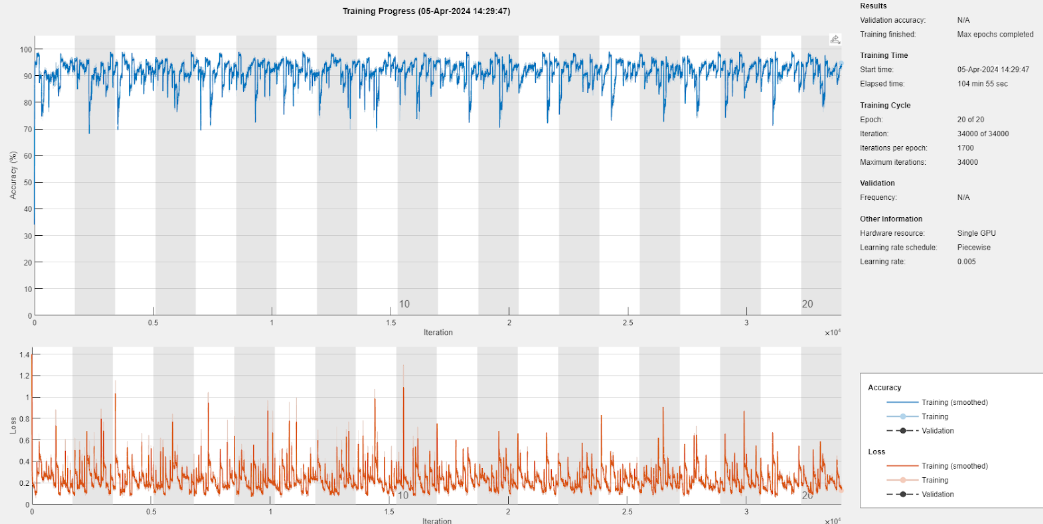 Training Progress (05-Apr-2024 14:29:47)
100
90
80
70
60
50
40
30
20
10
0
Accuracy (%)
10
20
0
0.5
1
1.5
2
2.5
3
×10⁴
Iteration
1.4
1.2
1
0.8
0.6
0.4
0.2
0
Loss
10
20
0
0.5
1
1.5
2
2.5
3
×10⁴
Iteration
Results
Validation accuracy: N/A
Training finished: Max epochs completed
Training Time
Start time: 05-Apr-2024 14:29:47
Elapsed time: 104 min 55 sec
Training Cycle
Epoch: 20 of 20
Iteration: 34000 of 34000
Iterations per epoch: 1700
Maximum iterations: 34000
Validation
Frequency: N/A
Other Information
Hardware resource: Single GPU
Learning rate schedule: Piecewise
Learning rate: 0.005
Accuracy
Training (smoothed)
Training
Validation
Loss
Training (smoothed)
Training
Validation